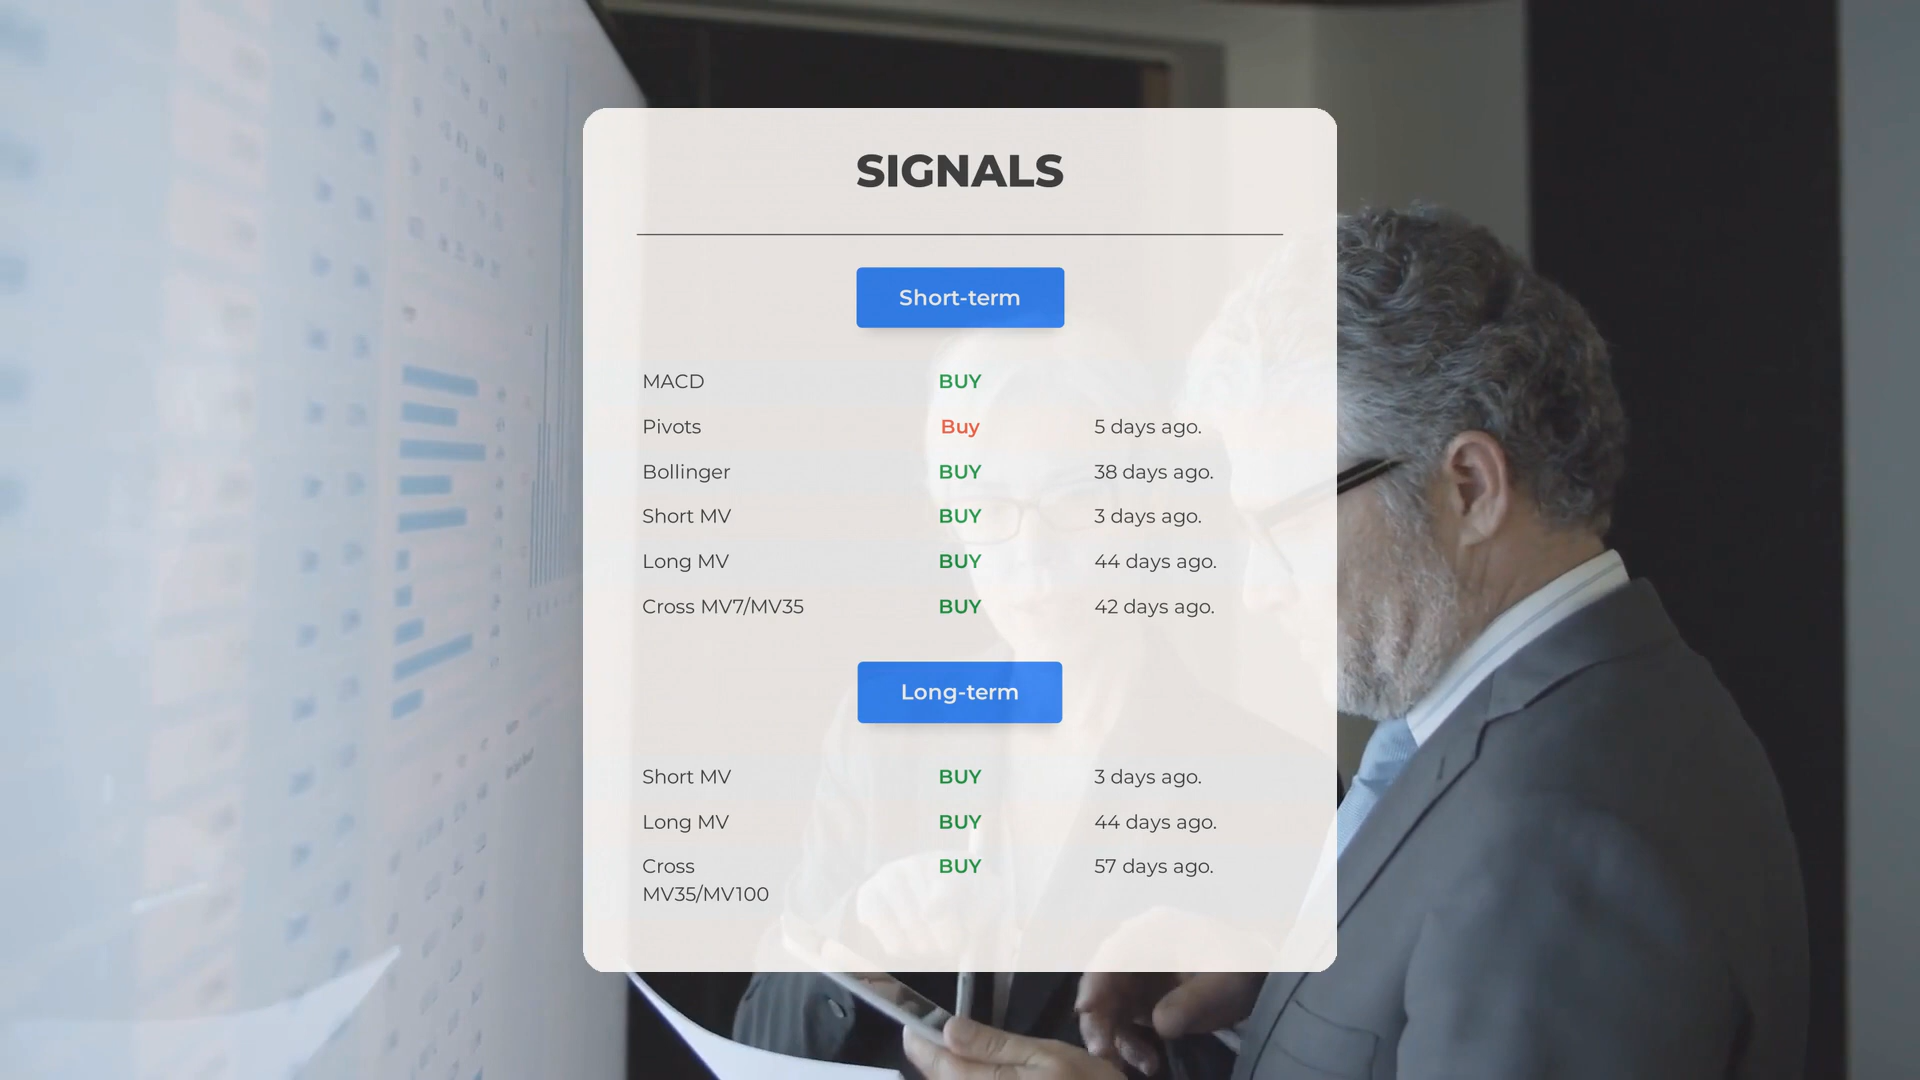 SIGNALS
Short-term
MACD BUY
Pivots Buy 5 days ago.
Bollinger BUY 38 days ago.
Short MV BUY 3 days ago.
Long MV BUY 44 days ago.
Cross MV7/MV35 BUY 42 days ago.
Long-term
Short MV BUY 3 days ago.
Long MV BUY 44 days ago.
Cross BUY 57 days ago.
MV35/MV100